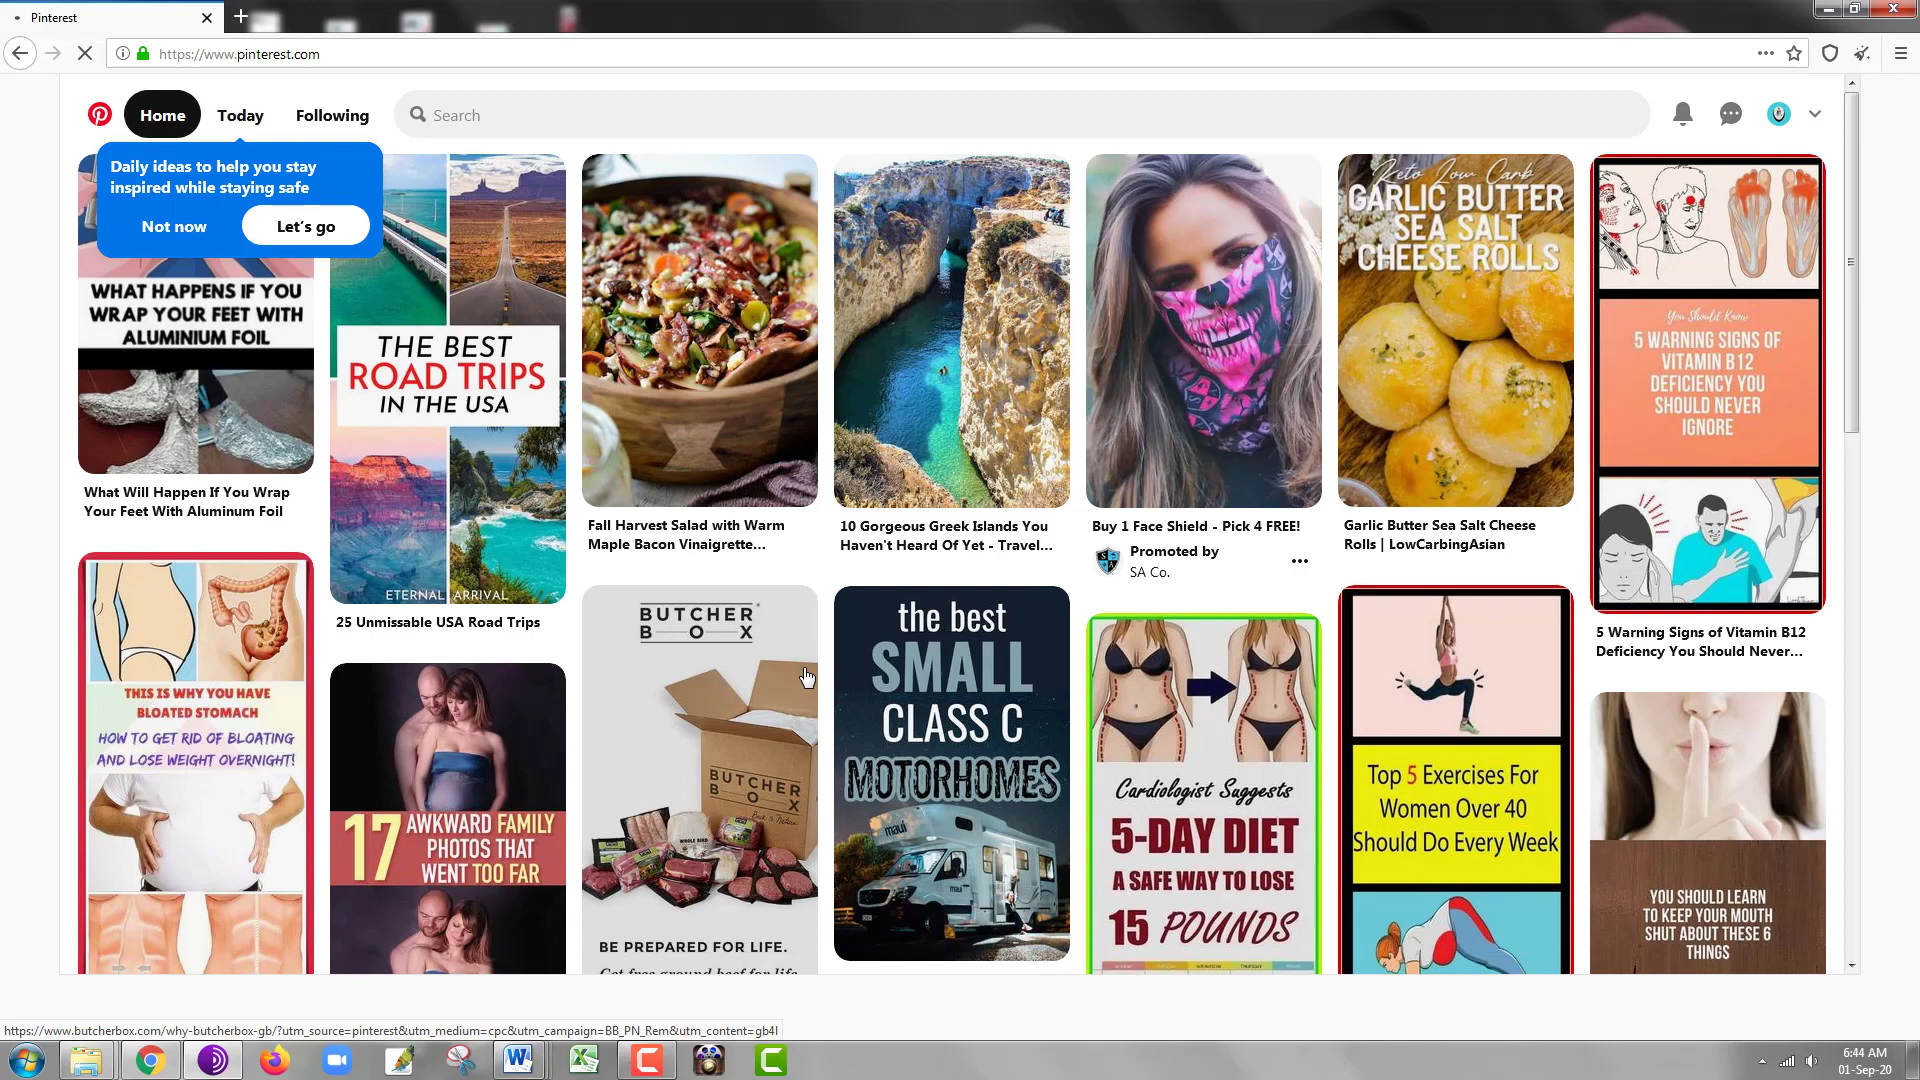 Pinterest
https://www.pinterest.com
Home
Today
Following
Search
Daily ideas to help you stay
inspired while staying safe
Not now
Let's go
WHAT HAPPENS IF YOU
WRAP YOUR FEET WITH
ALUMINIUM FOIL
What Will Happen If You Wrap
Your Feet With Aluminum Foil
THIS IS WHY YOU HAVE
BLOATED STOMACH
HOW TO GET RID OF BLOATING
AND LOSE WEIGHT OVERNIGHT!
THE BEST
ROAD TRIPS
IN THE USA
ETERNAL ARRIVAL
25 Unmissable USA Road Trips
17 AWKWARD FAMILY
PHOTOS THAT
WENT TOO FAR
Fall Harvest Salad with Warm
Maple Bacon Vinaigrette...
BUTCHER
BOX
BUTCHER
BOX
BE PREPARED FOR LIFE.
Get free ground beef for life
10 Gorgeous Greek Islands You
Haven't Heard Of Yet - Travel...
the best
SMALL
CLASS C
MOTORHOMES
maui
maui
Buy 1 Face Shield - Pick 4 FREE!
Promoted by
SA Co.
Cardiologist Suggests
5-DAY DIET
A SAFE WAY TO LOSE
15 POUNDS
Keto Low Carb
GARLIC BUTTER
SEA SALT
CHEESE ROLLS
Garlic Butter Sea Salt Cheese
Rolls | LowCarbingAsian
Top 5 Exercises For
Women Over 40
Should Do Every Week
You Should Know
5 WARNING SIGNS OF
VITAMIN B12
DEFICIENCY YOU
SHOULD NEVER
IGNORE
5 Warning Signs of Vitamin B12
Deficiency You Should Never...
YOU SHOULD LEARN
TO KEEP YOUR MOUTH
SHUT ABOUT THESE 6
THINGS
https://www.butcherbox.com/why-butcherbox-gb/?utm_source=pinterest&utm_medium=cpc&utm_campaign=BB_PN_Rem&utm_content=gb4l
6:44 AM
01-Sep-20